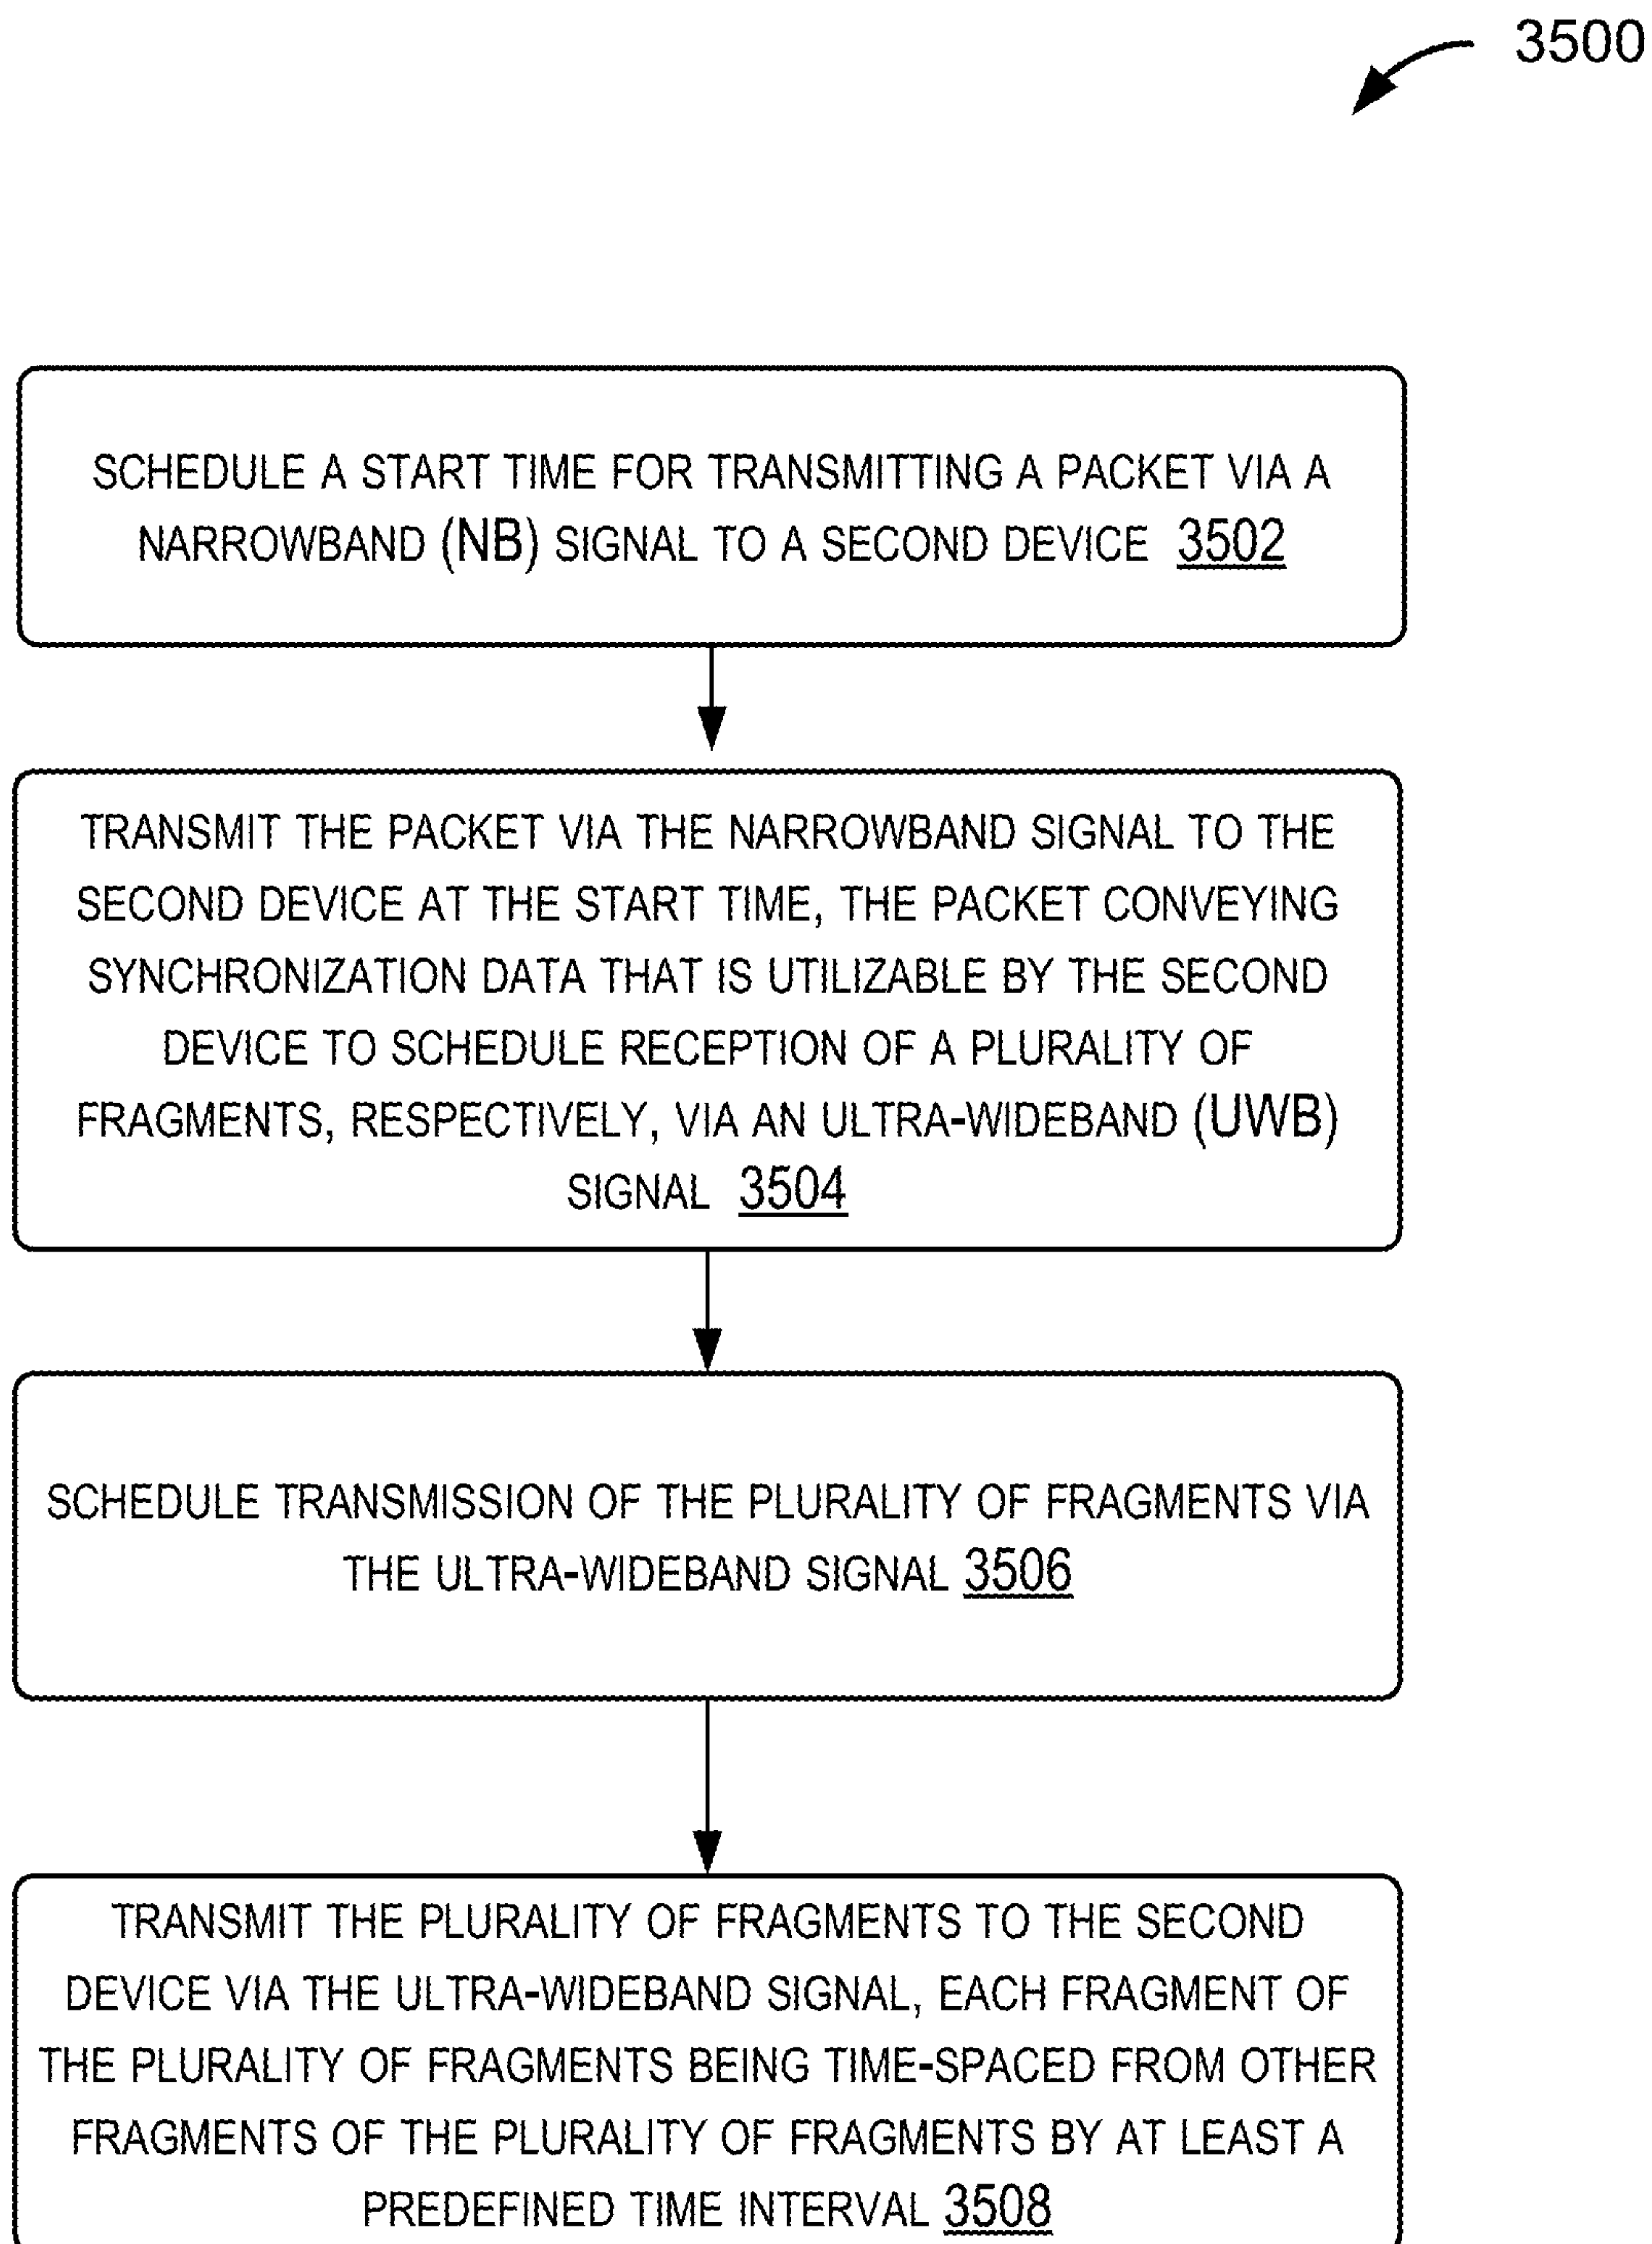 3500
SCHEDULE A START TIME FOR TRANSMITTING A PACKET VIA A
NARROWBAND (NB) SIGNAL TO A SECOND DEVICE 3502
TRANSMIT THE PACKET VIA THE NARROWBAND SIGNAL TO THE
SECOND DEVICE AT THE START TIME, THE PACKET CONVEYING
SYNCHRONIZATION DATA THAT IS UTILIZABLE BY THE SECOND
DEVICE TO SCHEDULE RECEPTION OF A PLURALITY OF
FRAGMENTS, RESPECTIVELY, VIA AN ULTRA-WIDEBAND (UWB)
SIGNAL 3504
SCHEDULE TRANSMISSION OF THE PLURALITY OF FRAGMENTS VIA
THE ULTRA-WIDEBAND SIGNAL 3506
TRANSMIT THE PLURALITY OF FRAGMENTS TO THE SECOND
DEVICE VIA THE ULTRA-WIDEBAND SIGNAL, EACH FRAGMENT OF
THE PLURALITY OF FRAGMENTS BEING TIME-SPACED FROM OTHER
FRAGMENTS OF THE PLURALITY OF FRAGMENTS BY AT LEAST A
PREDEFINED TIME INTERVAL 3508